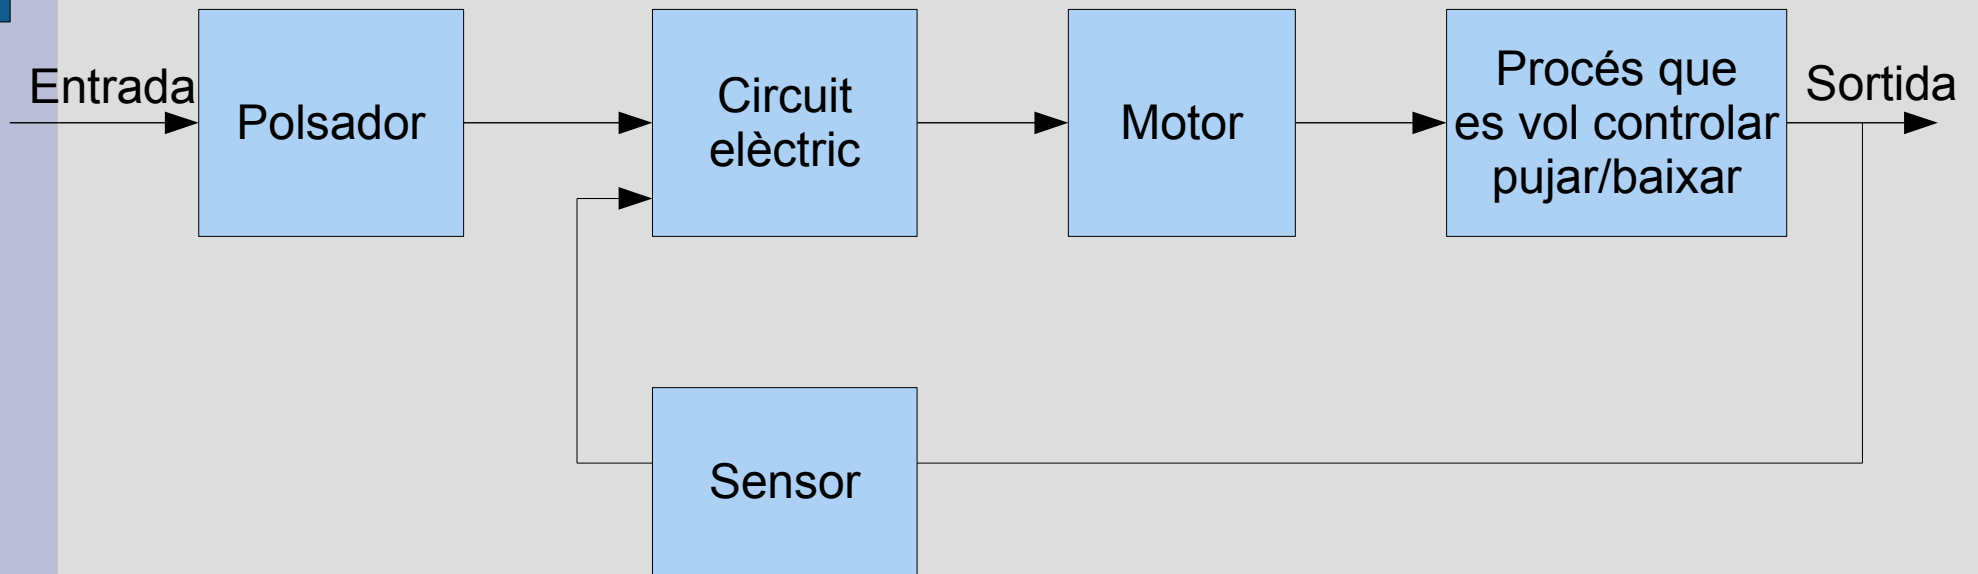 Entrada
Polsador
Circuit
elèctric
Motor
Procés que
es vol controlar
pujar/baixar
Sortida
Sensor